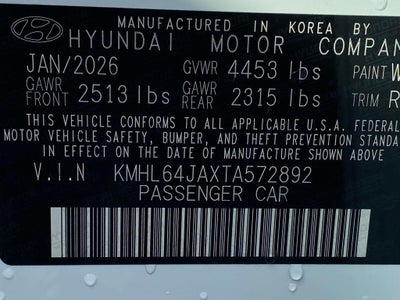 MANUFACTURED IN KOREA BY
HYUNDAI MOTOR COMPAN
JAN/2026 GVWR 4453 lbs PAINT W
GAWR FRONT 2513 lbs GAWR REAR 2315 lbs TRIM R
THIS VEHICLE CONFORMS TO ALL APPLICABLE U.S.A. FEDERAL
MOTOR VEHICLE SAFETY, BUMPER, AND THEFT PREVENTION STANDA
IN EFFECT ON THE DATE OF MANUFACTURE SHOWN ABOVE
V.I.N KMHL64JAXTA572892
PASSENGER CAR